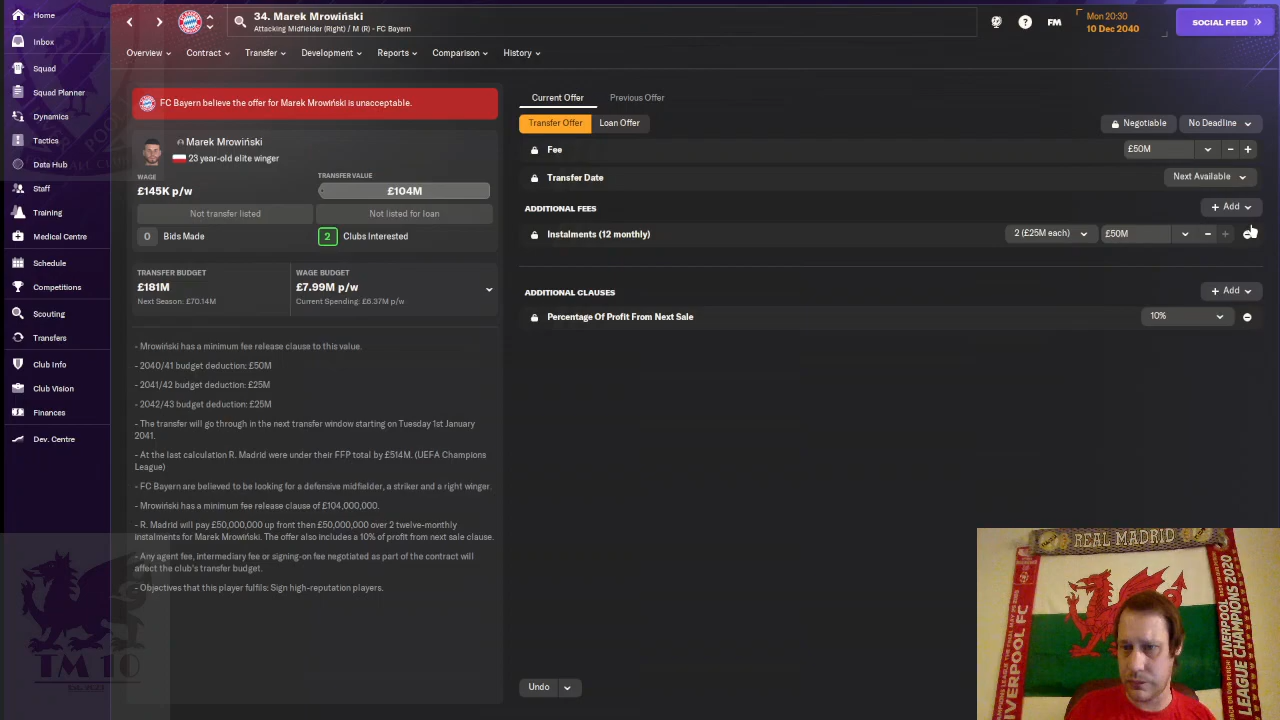 Home
34. Marek Mrowiński
Attacking Midfielder (Right) / M (R) - FC Bayern
FM
Mon 20:30
10 Dec 2040
SOCIAL FEED
Inbox
Squad
Squad Planner
Dynamics
Tactics
Data Hub
Staff
Training
Medical Centre
Schedule
Competitions
Scouting
Transfers
Club Info
Club Vision
Finances
Dev. Centre
Overview
Contract
Transfer
Development
Reports
Comparison
History
FC Bayern believe the offer for Marek Mrowiński is unacceptable.
Marek Mrowiński
23 year-old elite winger
WAGE
£145K p/w
TRANSFER VALUE
£104M
Not transfer listed
Not listed for loan
0 Bids Made
2 Clubs Interested
TRANSFER BUDGET
£181M
Next Season: £70.14M
WAGE BUDGET
£7.99M p/w
Current Spending: £6.37M p/w
- Mrowiński has a minimum fee release clause to this value.
- 2040/41 budget deduction: £50M
- 2041/42 budget deduction: £25M
- 2042/43 budget deduction: £25M
- The transfer will go through in the next transfer window starting on Tuesday 1st January
2041.
- At the last calculation R. Madrid were under their FFP total by £514M. (UEFA Champions
League)
- FC Bayern are believed to be looking for a defensive midfielder, a striker and a right winger.
- Mrowiński has a minimum fee release clause of £104,000,000.
- R. Madrid will pay £50,000,000 up front then £50,000,000 over 2 twelve-monthly
instalments for Marek Mrowiński. The offer also includes a 10% of profit from next sale clause.
- Any agent fee, intermediary fee or signing-on fee negotiated as part of the contract will
affect the club's transfer budget.
- Objectives that this player fulfils: Sign high-reputation players.
Current Offer
Previous Offer
Transfer Offer
Loan Offer
Negotiable
No Deadline
Fee
£50M
Transfer Date
Next Available
ADDITIONAL FEES
Add
Instalments (12 monthly)
2 (£25M each)
£50M
ADDITIONAL CLAUSES
Add
Percentage Of Profit From Next Sale
10%
Undo
TM 10
REAL MADRID
LIVERPOOL FC
LIVERPOOL
LEAGUE CHAMPIONS 2020